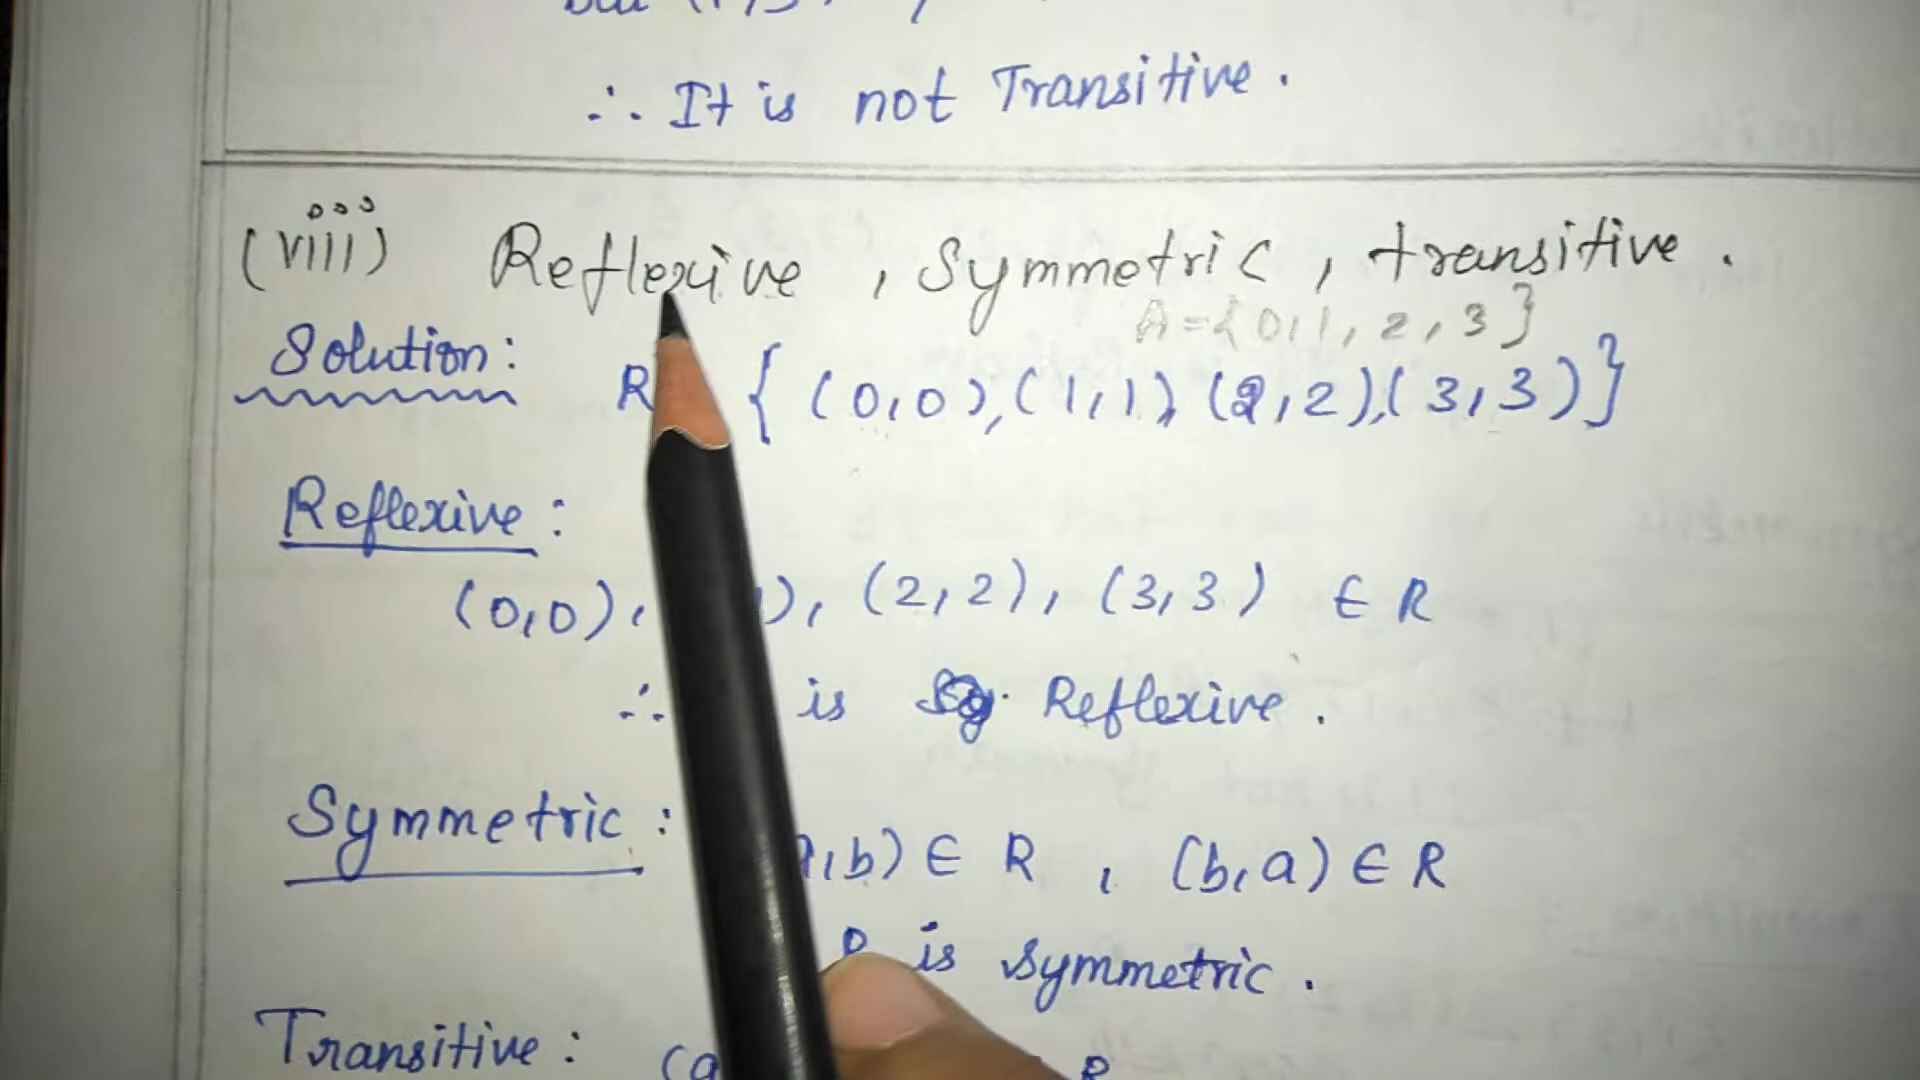 ∴ It is not Transitive.
(viii) Reflexive, Symmetric, transitive.
A={0,1,2,3}
Solution: R { (0,0),(1,1),(2,2),(3,3)}
Reflexive:
(0,0), ), (2,2), (3,3) ∈ R
∴ is Reflexive.
Symmetric: ,b) ∈ R , (b,a) ∈ R
is symmetric.
Transitive: (a R